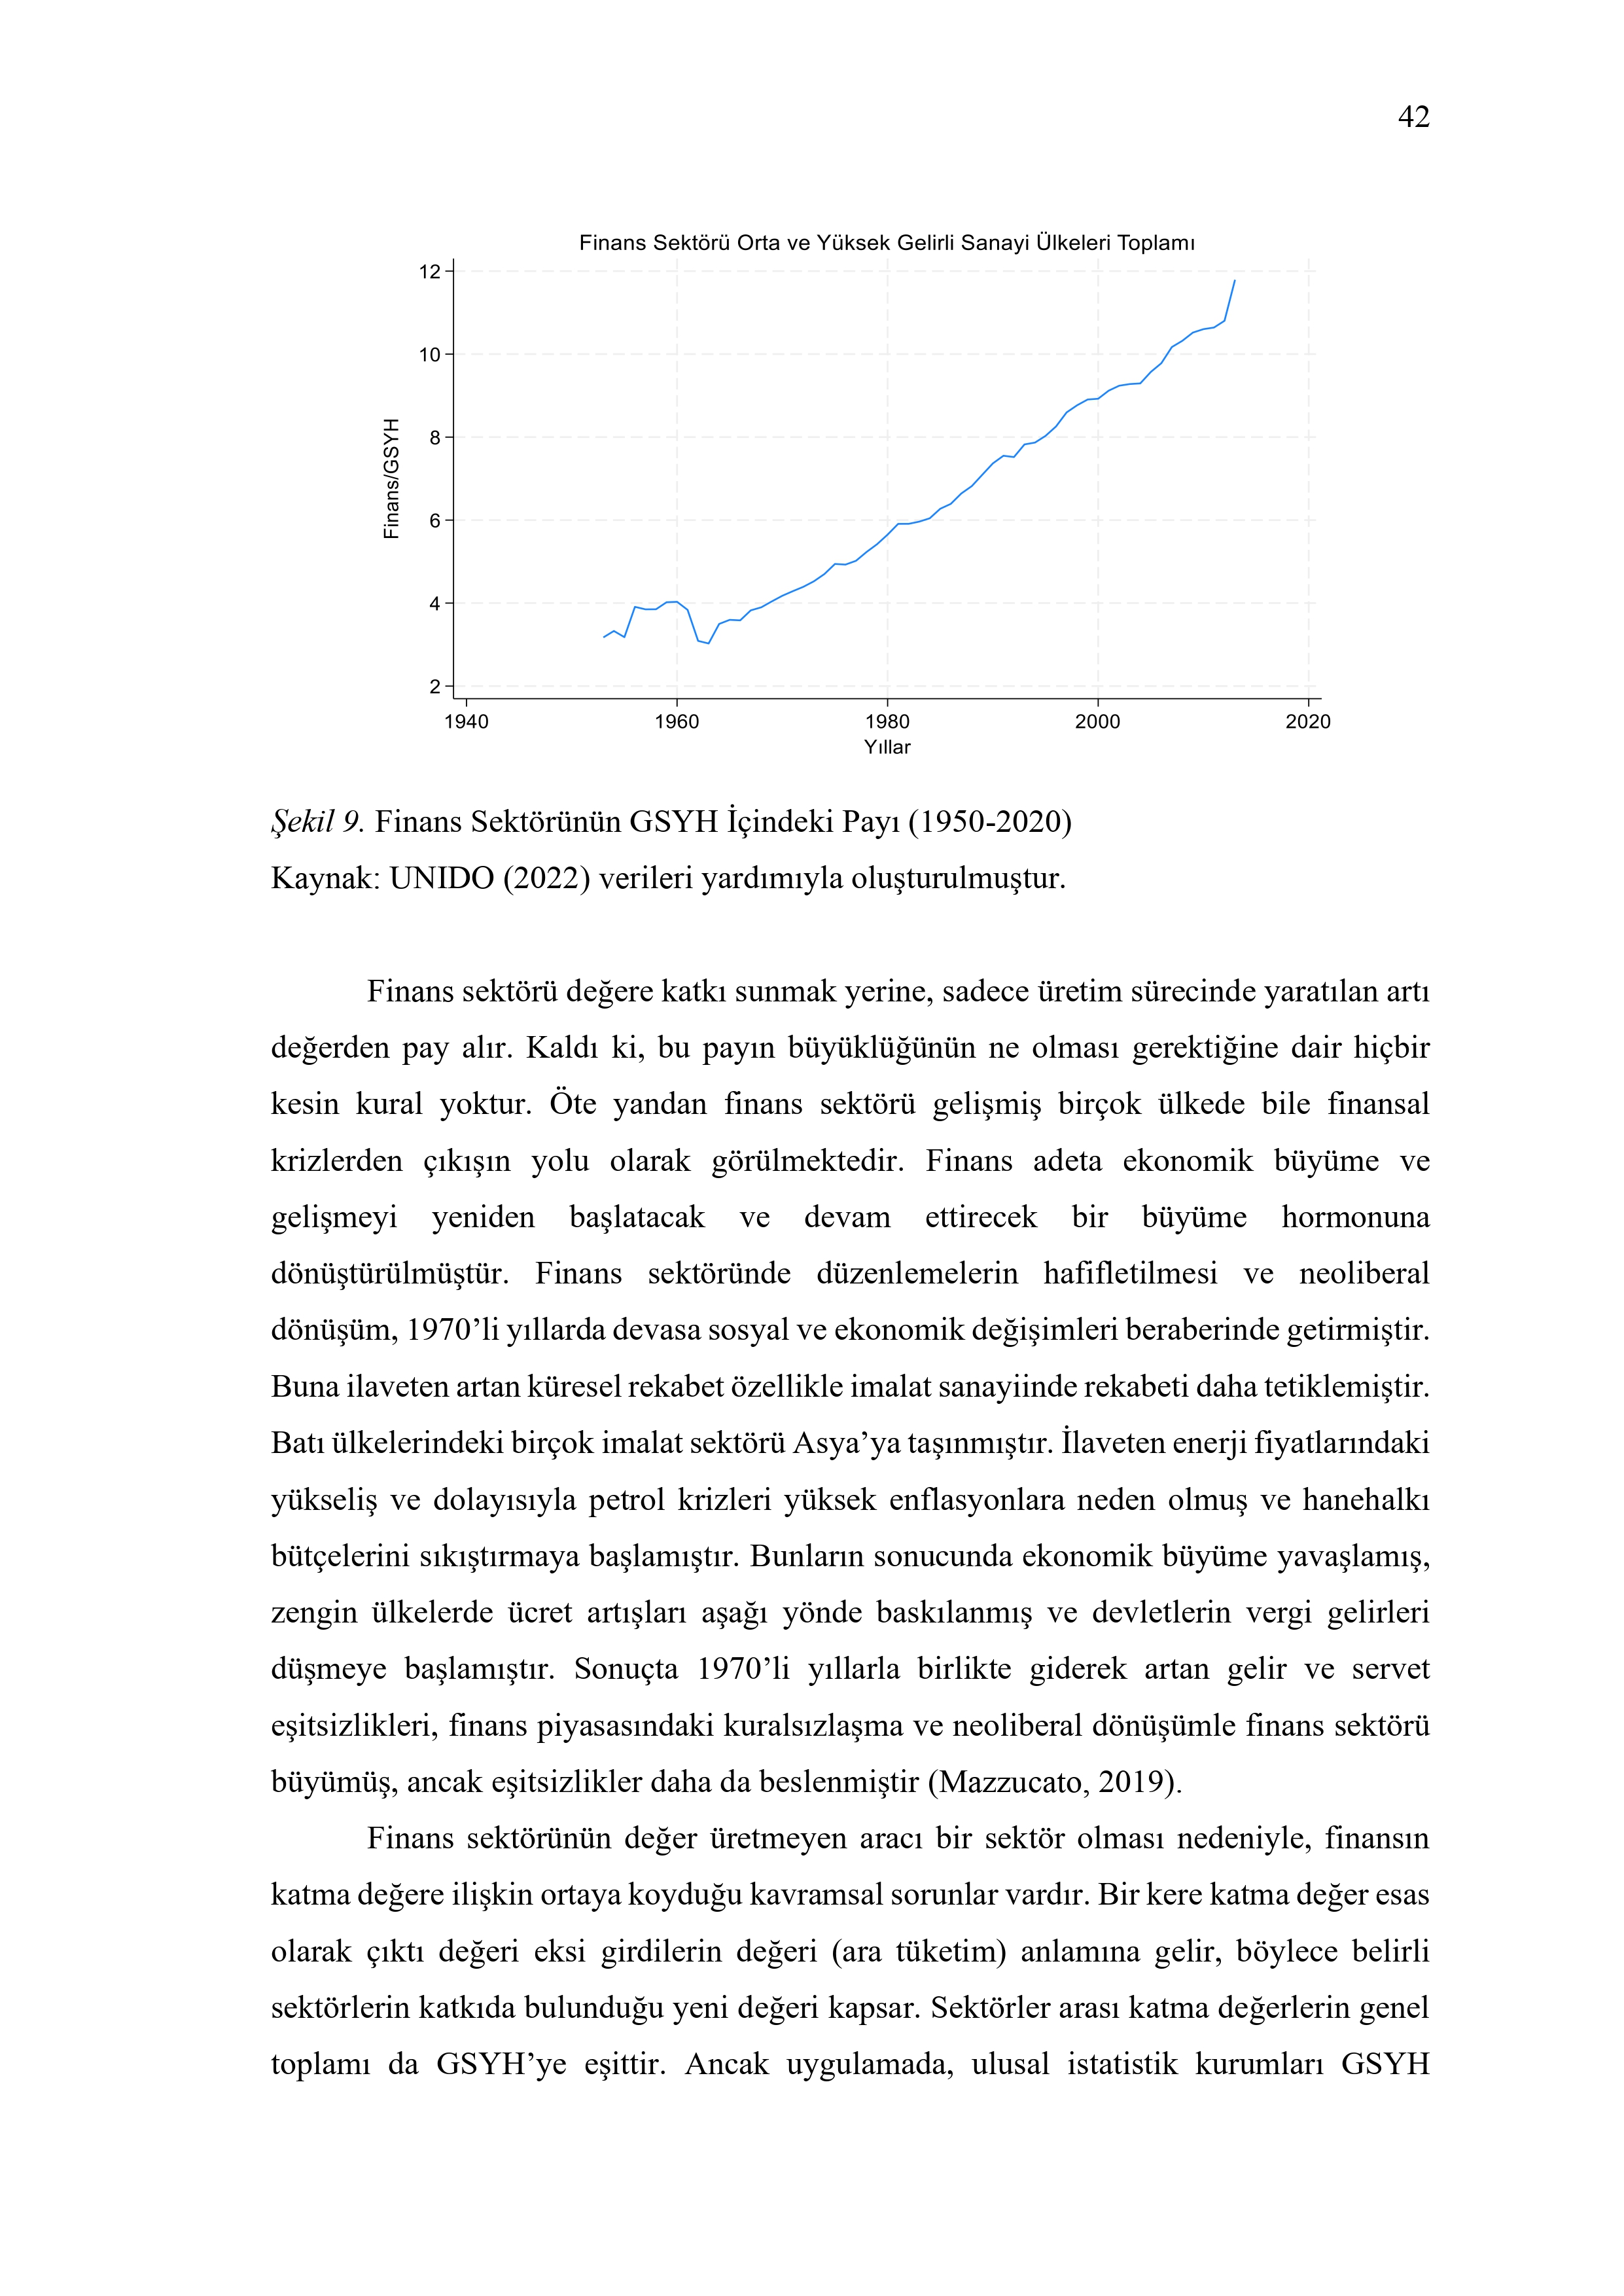 42
Finans Sektörü Orta ve Yüksek Gelirli Sanayi Ülkeleri Toplamı
12
10
8
6
4
2
Finans/GSYH
1940
1960
1980
2000
2020
Yıllar
Şekil 9. Finans Sektörünün GSYH İçindeki Payı (1950-2020)
Kaynak: UNIDO (2022) verileri yardımıyla oluşturulmuştur.
Finans sektörü değere katkı sunmak yerine, sadece üretim sürecinde yaratılan artı
değerden pay alır. Kaldı ki, bu payın büyüklüğünün ne olması gerektiğine dair hiçbir
kesin kural yoktur. Öte yandan finans sektörü gelişmiş birçok ülkede bile finansal
krizlerden çıkışın yolu olarak görülmektedir. Finans adeta ekonomik büyüme ve
gelişmeyi yeniden başlatacak ve devam ettirecek bir büyüme hormonuna
dönüştürülmüştür. Finans sektöründe düzenlemelerin hafifletilmesi ve neoliberal
dönüşüm, 1970’li yıllarda devasa sosyal ve ekonomik değişimleri beraberinde getirmiştir.
Buna ilaveten artan küresel rekabet özellikle imalat sanayiinde rekabeti daha tetiklemiştir.
Batı ülkelerindeki birçok imalat sektörü Asya’ya taşınmıştır. İlaveten enerji fiyatlarındaki
yükseliş ve dolayısıyla petrol krizleri yüksek enflasyonlara neden olmuş ve hanehalkı
bütçelerini sıkıştırmaya başlamıştır. Bunların sonucunda ekonomik büyüme yavaşlamış,
zengin ülkelerde ücret artışları aşağı yönde baskılanmış ve devletlerin vergi gelirleri
düşmeye başlamıştır. Sonuçta 1970’li yıllarla birlikte giderek artan gelir ve servet
eşitsizlikleri, finans piyasasındaki kuralsızlaşma ve neoliberal dönüşümle finans sektörü
büyümüş, ancak eşitsizlikler daha da beslenmiştir (Mazzucato, 2019).
Finans sektörünün değer üretmeyen aracı bir sektör olması nedeniyle, finansın
katma değere ilişkin ortaya koyduğu kavramsal sorunlar vardır. Bir kere katma değer esas
olarak çıktı değeri eksi girdilerin değeri (ara tüketim) anlamına gelir, böylece belirli
sektörlerin katkıda bulunduğu yeni değeri kapsar. Sektörler arası katma değerlerin genel
toplamı da GSYH’ye eşittir. Ancak uygulamada, ulusal istatistik kurumları GSYH